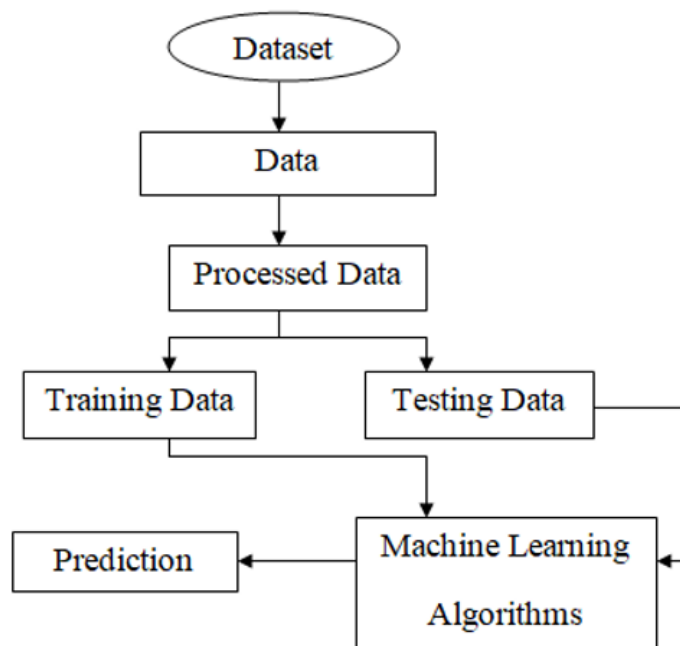 Dataset
Data
Processed Data
Training Data
Testing Data
Prediction
Machine Learning
Algorithms